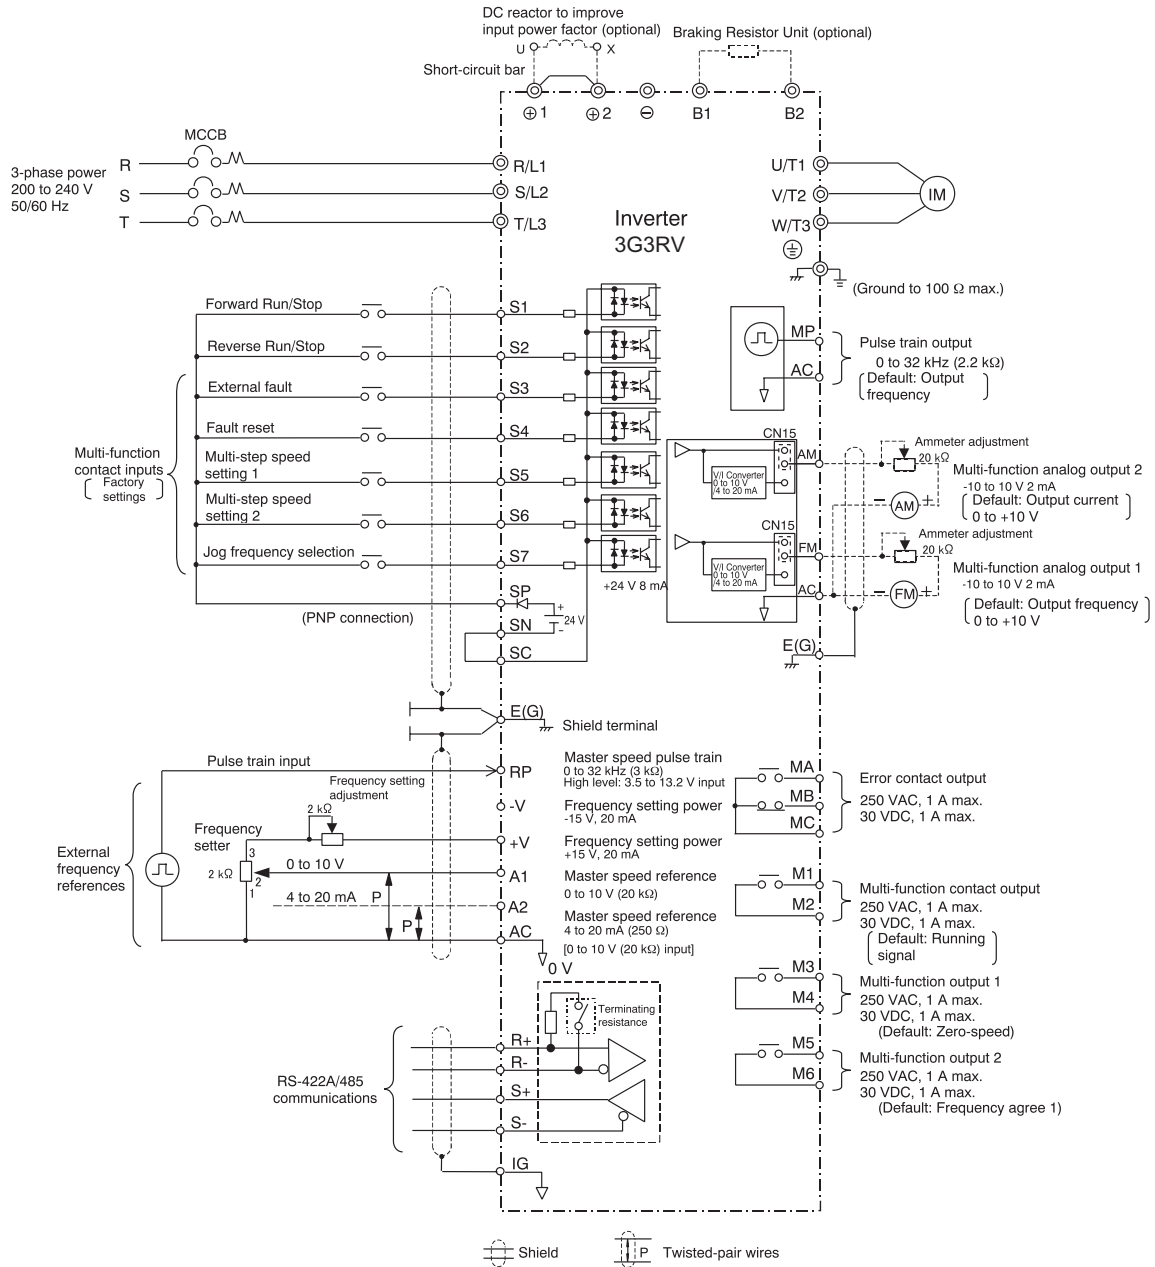 DC reactor to improve
input power factor (optional)
U
X
Braking Resistor Unit (optional)
Short-circuit bar
⊕1
⊕2
⊖
B1
B2
MCCB
3-phase power
200 to 240 V
50/60 Hz
R
S
T
R/L1
S/L2
T/L3
Inverter
3G3RV
U/T1
V/T2
W/T3
IM
(Ground to 100 Ω max.)
Forward Run/Stop
S1
Reverse Run/Stop
S2
External fault
S3
Fault reset
S4
Multi-step speed
setting 1
S5
Multi-step speed
setting 2
S6
Jog frequency selection
S7
Multi-function
contact inputs
Factory
settings
+24 V 8 mA
SP
(PNP connection)
+
24 V
-
SN
SC
MP
AC
Pulse train output
0 to 32 kHz (2.2 kΩ)
Default: Output
frequency
CN15
AM
V/I Converter
0 to 10 V
/4 to 20 mA
Ammeter adjustment
20 kΩ
− AM +
Multi-function analog output 2
-10 to 10 V 2 mA
Default: Output current
0 to +10 V
CN15
FM
V/I Converter
0 to 10 V
/4 to 20 mA
AC
Ammeter adjustment
20 kΩ
− FM +
Multi-function analog output 1
-10 to 10 V 2 mA
Default: Output frequency
0 to +10 V
E(G)
E(G)
Shield terminal
Pulse train input
RP
Master speed pulse train
0 to 32 kHz (3 kΩ)
High level: 3.5 to 13.2 V input
Frequency setting
adjustment
2 kΩ
-V
Frequency setting power
-15 V, 20 mA
Frequency
setter
+V
Frequency setting power
+15 V, 20 mA
External
frequency
references
3
2 kΩ
2
1
0 to 10 V
A1
Master speed reference
0 to 10 V (20 kΩ)
4 to 20 mA
P
P
A2
Master speed reference
4 to 20 mA (250 Ω)
[0 to 10 V (20 kΩ) input]
AC
0 V
MA
MB
MC
Error contact output
250 VAC, 1 A max.
30 VDC, 1 A max.
M1
M2
Multi-function contact output
250 VAC, 1 A max.
30 VDC, 1 A max.
Default: Running
signal
M3
M4
Multi-function output 1
250 VAC, 1 A max.
30 VDC, 1 A max.
(Default: Zero-speed)
M5
M6
Multi-function output 2
250 VAC, 1 A max.
30 VDC, 1 A max.
(Default: Frequency agree 1)
Terminating
resistance
RS-422A/485
communications
R+
R-
S+
S-
IG
Shield
P
Twisted-pair wires